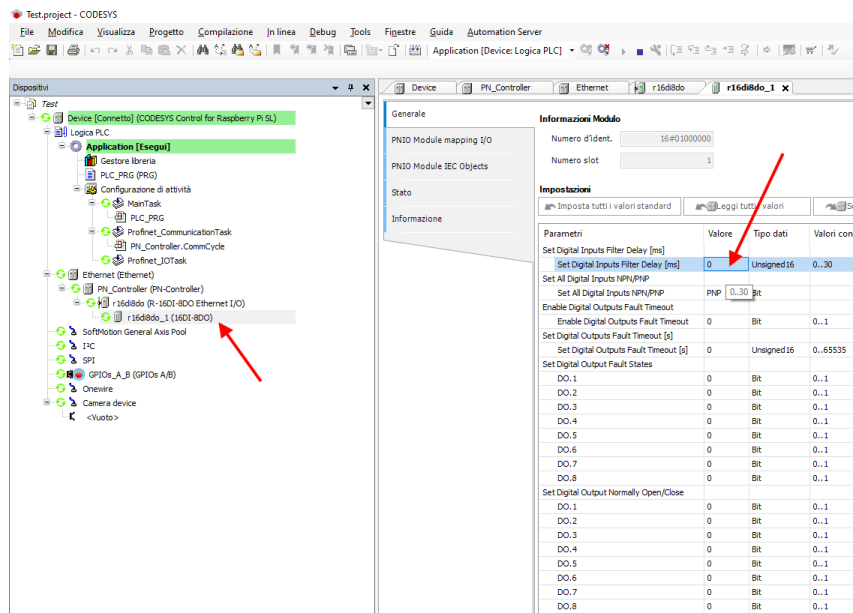 Test.project - CODESYS
File Modifica Visualizza Progetto Compilazione In linea Debug Tools Finestre Guida Automation Server
Application [Device: Logica PLC]
Dispositivi
Device PN_Controller Ethernet r16di8do r16di8do_1
Test
Device [Connetto] (CODESYS Control for Raspberry Pi SL)
Logica PLC
Application [Esegui]
Gestore libreria
PLC_PRG (PRG)
Configurazione di attività
MainTask
PLC_PRG
Profinet_CommunicationTask
PN_Controller.CommCycle
Profinet_IOTask
Ethernet (Ethernet)
PN_Controller (PN-Controller)
r16di8do (R-16DI-8DO Ethernet I/O)
r16di8do_1 (16DI-8DO)
SoftMotion General Axis Pool
I²C
SPI
GPIOs_A_B (GPIOs A/B)
Onewire
Camera device
<Vuoto>
Generale
PNIO Module mapping I/O
PNIO Module IEC Objects
Stato
Informazione
Informazioni Modulo
Numero d'ident. 16#01000000
Numero slot 1
Impostazioni
Imposta tutti i valori standard Leggi tutti valori
Parametri Valore Tipo dati Valori con
Set Digital Inputs Filter Delay [ms]
Set Digital Inputs Filter Delay [ms] 0 Unsigned16 0..30
Set All Digital Inputs NPN/PNP
Set All Digital Inputs NPN/PNP PNP 0..30 Bit
Enable Digital Outputs Fault Timeout
Enable Digital Outputs Fault Timeout 0 Bit 0..1
Set Digital Outputs Fault Timeout [s]
Set Digital Outputs Fault Timeout [s] 0 Unsigned16 0..65535
Set Digital Output Fault States
DO.1 0 Bit 0..1
DO.2 0 Bit 0..1
DO.3 0 Bit 0..1
DO.4 0 Bit 0..1
DO.5 0 Bit 0..1
DO.6 0 Bit 0..1
DO.7 0 Bit 0..1
DO.8 0 Bit 0..1
Set Digital Output Normally Open/Close
DO.1 0 Bit 0..1
DO.2 0 Bit 0..1
DO.3 0 Bit 0..1
DO.4 0 Bit 0..1
DO.5 0 Bit 0..1
DO.6 0 Bit 0..1
DO.7 0 Bit 0..1
DO.8 0 Bit 0..1